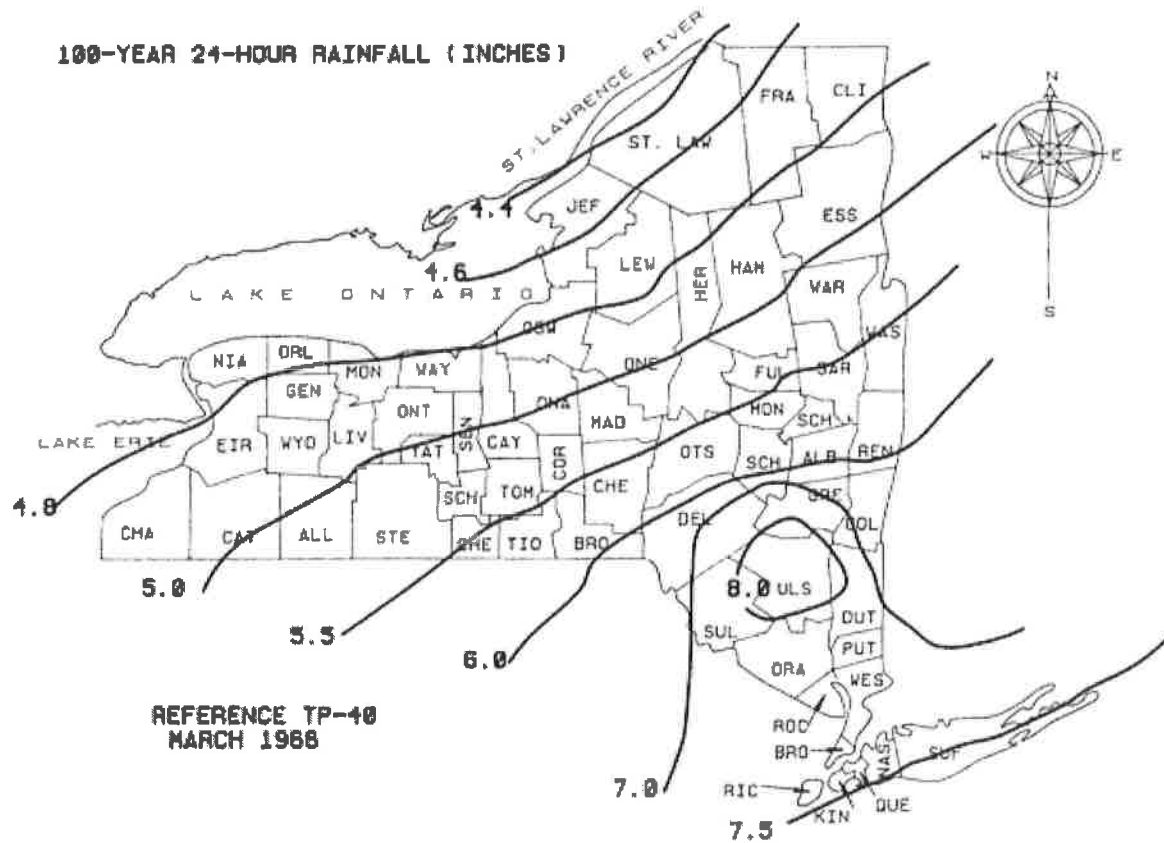 100-YEAR 24-HOUR RAINFALL (INCHES)
ST. LAWRENCE RIVER
N
W
E
S
FRA
CLI
ST. LAW
4.4
JEF
ESS
4.6
LEW
HER
HAM
WAR
LAKE ONTARIO
OSW
WAS
NIA
ORL
MON
WAY
ONE
FUL
SAR
GEN
ONT
SEN
ONA
MAD
MON
SCH
LAKE ERIE
EIR
WYO
LIV
TAT
CAY
COR
OTS
SCH
ALB
REN
4.8
SCH
TOM
CHE
DEL
GRE
COL
CMA
CAT
ALL
STE
CHE
TIO
BRO
5.0
8.0
ULS
5.5
SUL
DUT
6.0
PUT
ORA
WES
REFERENCE TP-40
MARCH 1966
ROC
BRO
NAS
SUF
7.0
RIC
KIN
QUE
7.5